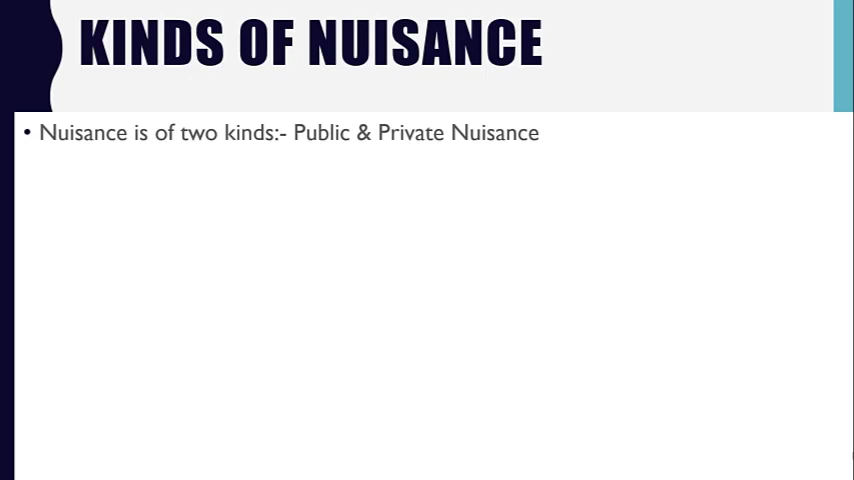 KINDS OF NUISANCE
• Nuisance is of two kinds:- Public & Private Nuisance